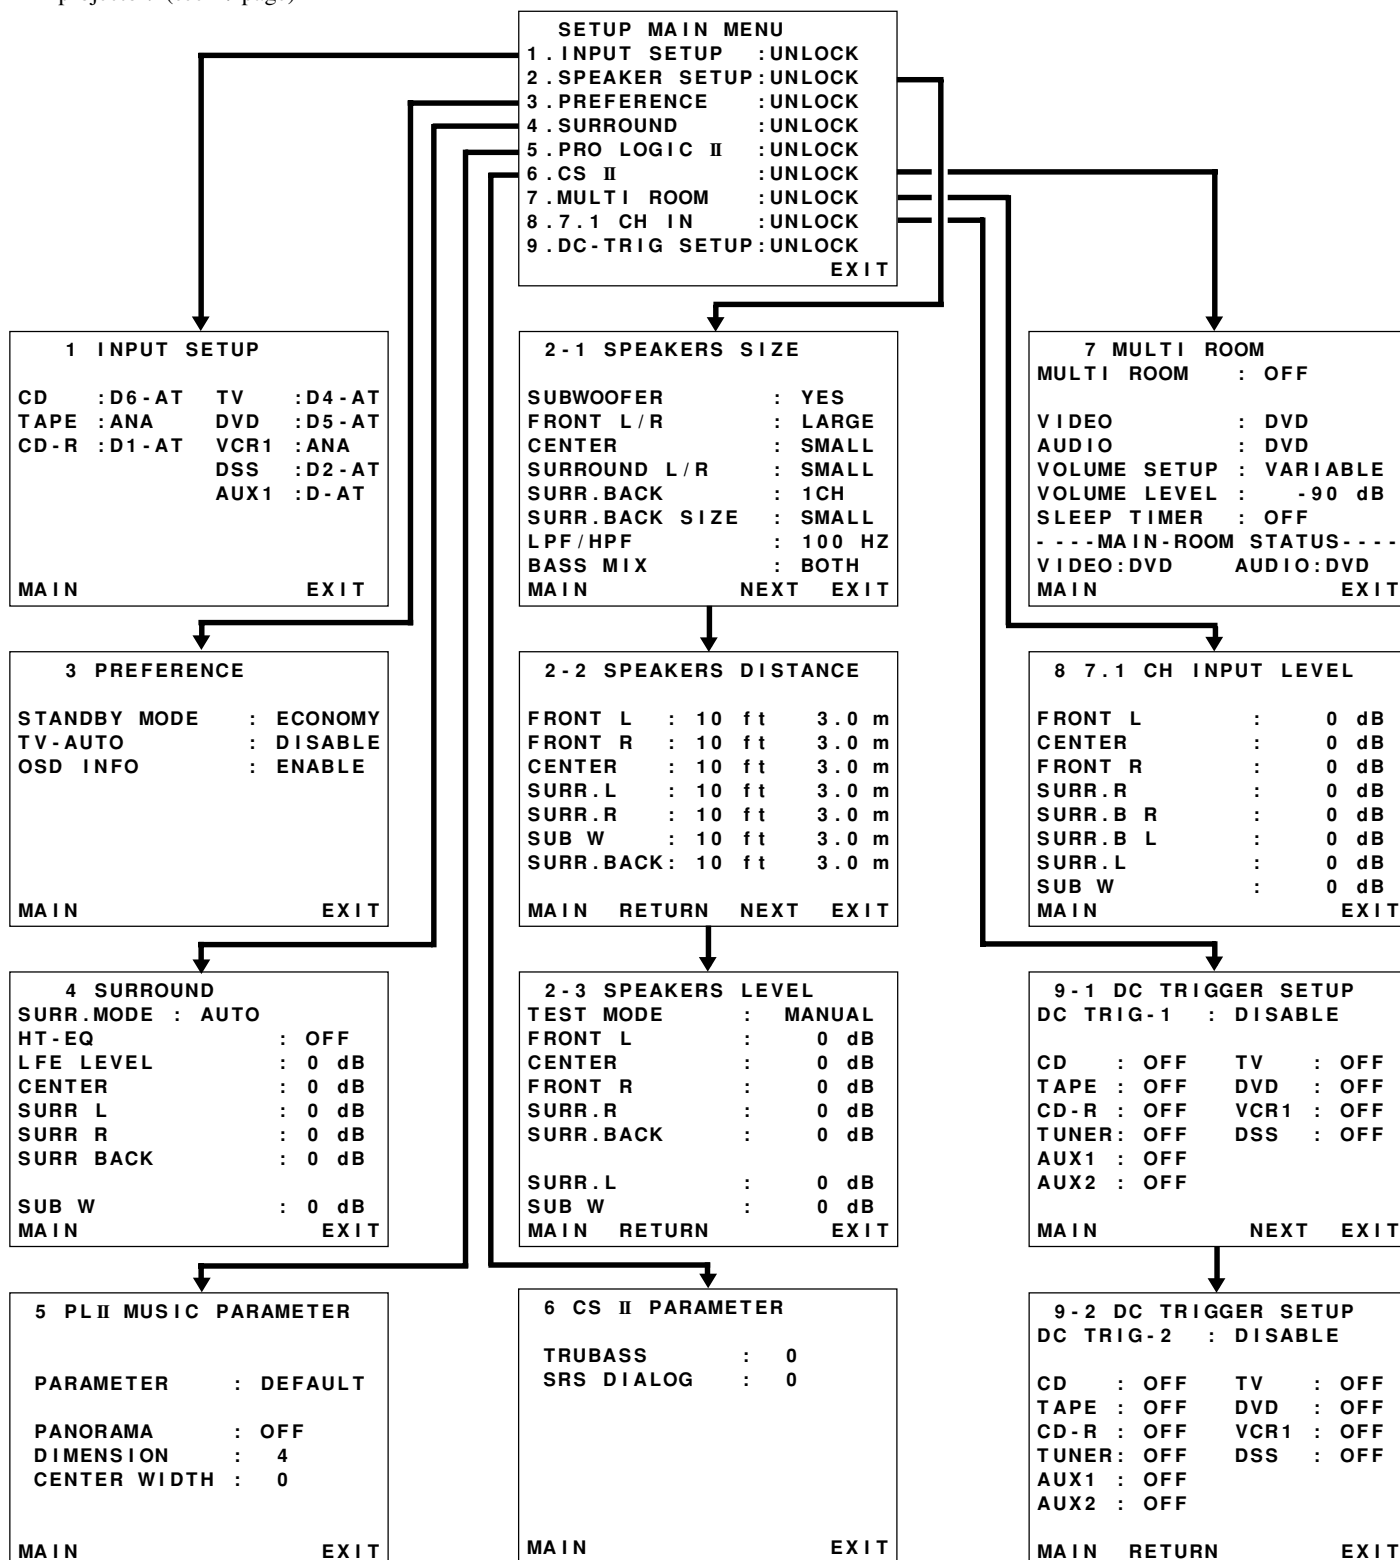 SETUP MAIN MENU
1.INPUT SETUP :UNLOCK
2.SPEAKER SETUP:UNLOCK
3.PREFERENCE :UNLOCK
4.SURROUND :UNLOCK
5.PRO LOGIC II :UNLOCK
6.CS II :UNLOCK
7.MULTI ROOM :UNLOCK
8.7.1 CH IN :UNLOCK
9.DC-TRIG SETUP:UNLOCK
EXIT
1 INPUT SETUP
CD :D6-AT TV :D4-AT
TAPE :ANA DVD :D5-AT
CD-R :D1-AT VCR1 :ANA
DSS :D2-AT
AUX1 :D-AT
MAIN EXIT
2-1 SPEAKERS SIZE
SUBWOOFER : YES
FRONT L/R : LARGE
CENTER : SMALL
SURROUND L/R : SMALL
SURR.BACK : 1CH
SURR.BACK SIZE : SMALL
LPF/HPF : 100 HZ
BASS MIX : BOTH
MAIN NEXT EXIT
7 MULTI ROOM
MULTI ROOM : OFF
VIDEO : DVD
AUDIO : DVD
VOLUME SETUP : VARIABLE
VOLUME LEVEL : -90 dB
SLEEP TIMER : OFF
----MAIN-ROOM STATUS----
VIDEO:DVD AUDIO:DVD
MAIN EXIT
3 PREFERENCE
STANDBY MODE : ECONOMY
TV-AUTO : DISABLE
OSD INFO : ENABLE
MAIN EXIT
2-2 SPEAKERS DISTANCE
FRONT L : 10 ft 3.0 m
FRONT R : 10 ft 3.0 m
CENTER : 10 ft 3.0 m
SURR.L : 10 ft 3.0 m
SURR.R : 10 ft 3.0 m
SUB W : 10 ft 3.0 m
SURR.BACK: 10 ft 3.0 m
MAIN RETURN NEXT EXIT
8 7.1 CH INPUT LEVEL
FRONT L : 0 dB
CENTER : 0 dB
FRONT R : 0 dB
SURR.R : 0 dB
SURR.B R : 0 dB
SURR.B L : 0 dB
SURR.L : 0 dB
SUB W : 0 dB
MAIN EXIT
4 SURROUND
SURR.MODE : AUTO
HT-EQ : OFF
LFE LEVEL : 0 dB
CENTER : 0 dB
SURR L : 0 dB
SURR R : 0 dB
SURR BACK : 0 dB
SUB W : 0 dB
MAIN EXIT
2-3 SPEAKERS LEVEL
TEST MODE : MANUAL
FRONT L : 0 dB
CENTER : 0 dB
FRONT R : 0 dB
SURR.R : 0 dB
SURR.BACK : 0 dB
SURR.L : 0 dB
SUB W : 0 dB
MAIN RETURN EXIT
9-1 DC TRIGGER SETUP
DC TRIG-1 : DISABLE
CD : OFF TV : OFF
TAPE : OFF DVD : OFF
CD-R : OFF VCR1 : OFF
TUNER: OFF DSS : OFF
AUX1 : OFF
AUX2 : OFF
MAIN NEXT EXIT
5 PLII MUSIC PARAMETER
PARAMETER : DEFAULT
PANORAMA : OFF
DIMENSION : 4
CENTER WIDTH : 0
MAIN EXIT
6 CS II PARAMETER
TRUBASS : 0
SRS DIALOG : 0
MAIN EXIT
9-2 DC TRIGGER SETUP
DC TRIG-2 : DISABLE
CD : OFF TV : OFF
TAPE : OFF DVD : OFF
CD-R : OFF VCR1 : OFF
TUNER: OFF DSS : OFF
AUX1 : OFF
AUX2 : OFF
MAIN RETURN EXIT